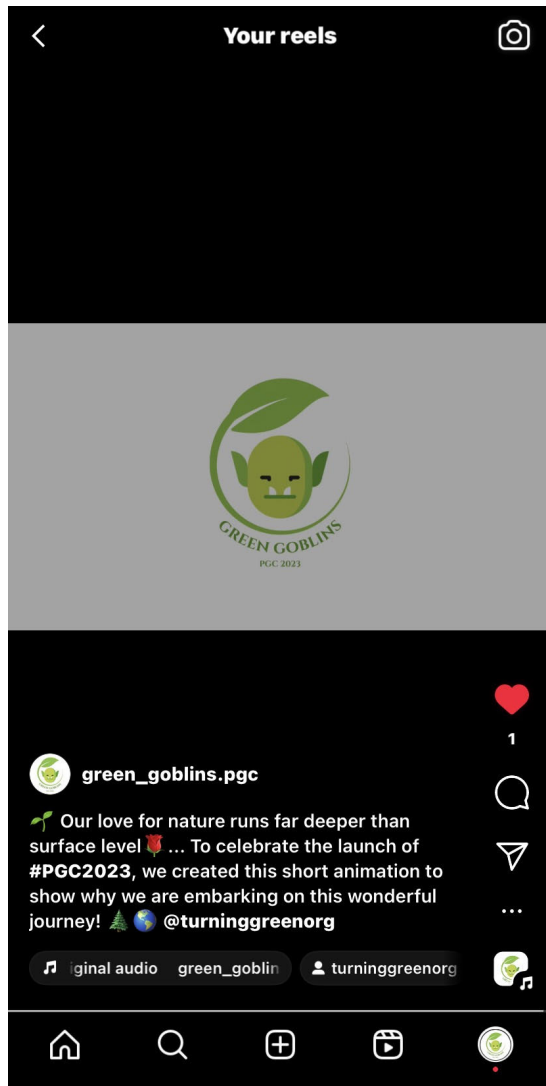 Your reels
GREEN GOBLINS
PGC 2023
1
green_goblins.pgc
🌱 Our love for nature runs far deeper than
surface level🌹... To celebrate the launch of
#PGC2023, we created this short animation to
show why we are embarking on this wonderful
journey! 🌲🌎 @turninggreenorg
iginal audio green_goblin
turninggreenorg